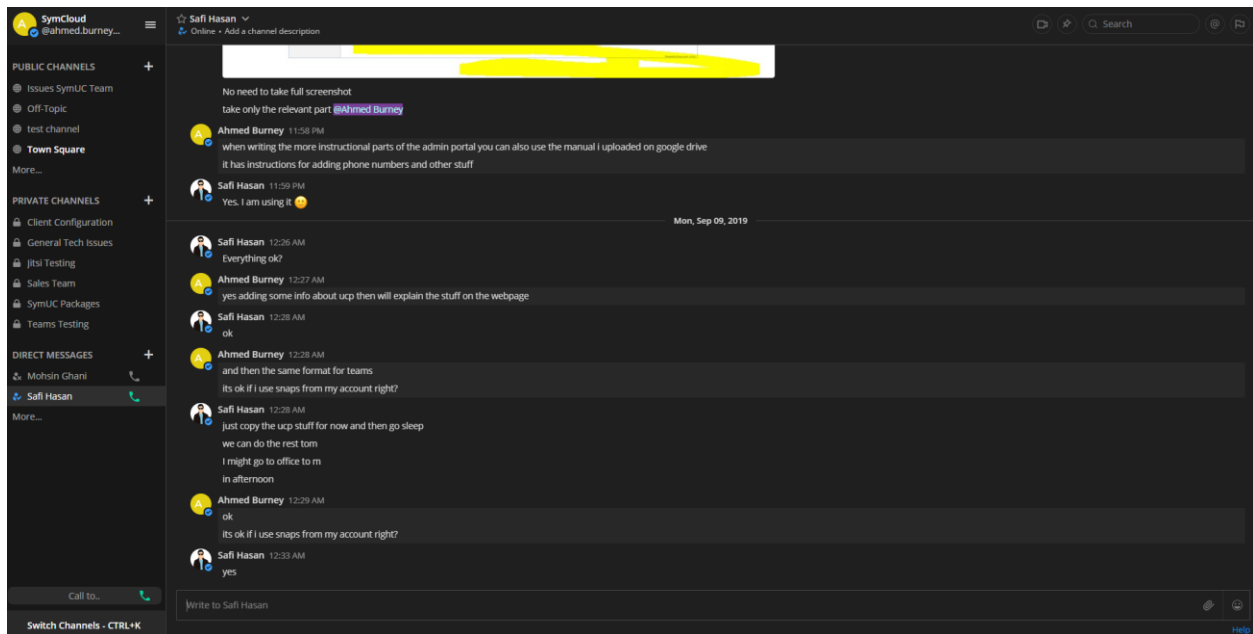 SymCloud
@ahmed.burney...
PUBLIC CHANNELS +
Issues SymUC Team
Off-Topic
test channel
Town Square
More...
PRIVATE CHANNELS +
Client Configuration
General Tech Issues
Jitsi Testing
Sales Team
SymUC Packages
Teams Testing
DIRECT MESSAGES +
Mohsin Ghani
Safi Hasan
More...
Call to..
Switch Channels - CTRL+K
Safi Hasan
Online • Add a channel description
Search
No need to take full screenshot
take only the relevant part @Ahmed Burney
A
Ahmed Burney 11:58 PM
when writing the more instructional parts of the admin portal you can also use the manual i uploaded on google drive
it has instructions for adding phone numbers and other stuff
Safi Hasan 11:59 PM
Yes. I am using it
Mon, Sep 09, 2019
Safi Hasan 12:26 AM
Everything ok?
Ahmed Burney 12:27 AM
yes adding some info about ucp then will explain the stuff on the webpage
Safi Hasan 12:28 AM
ok
Ahmed Burney 12:28 AM
and then the same format for teams
its ok if i use snaps from my account right?
Safi Hasan 12:28 AM
just copy the ucp stuff for now and then go sleep
we can do the rest tom
I might go to office to m
in afternoon
Ahmed Burney 12:29 AM
ok
its ok if i use snaps from my account right?
Safi Hasan 12:33 AM
yes
Write to Safi Hasan
Help